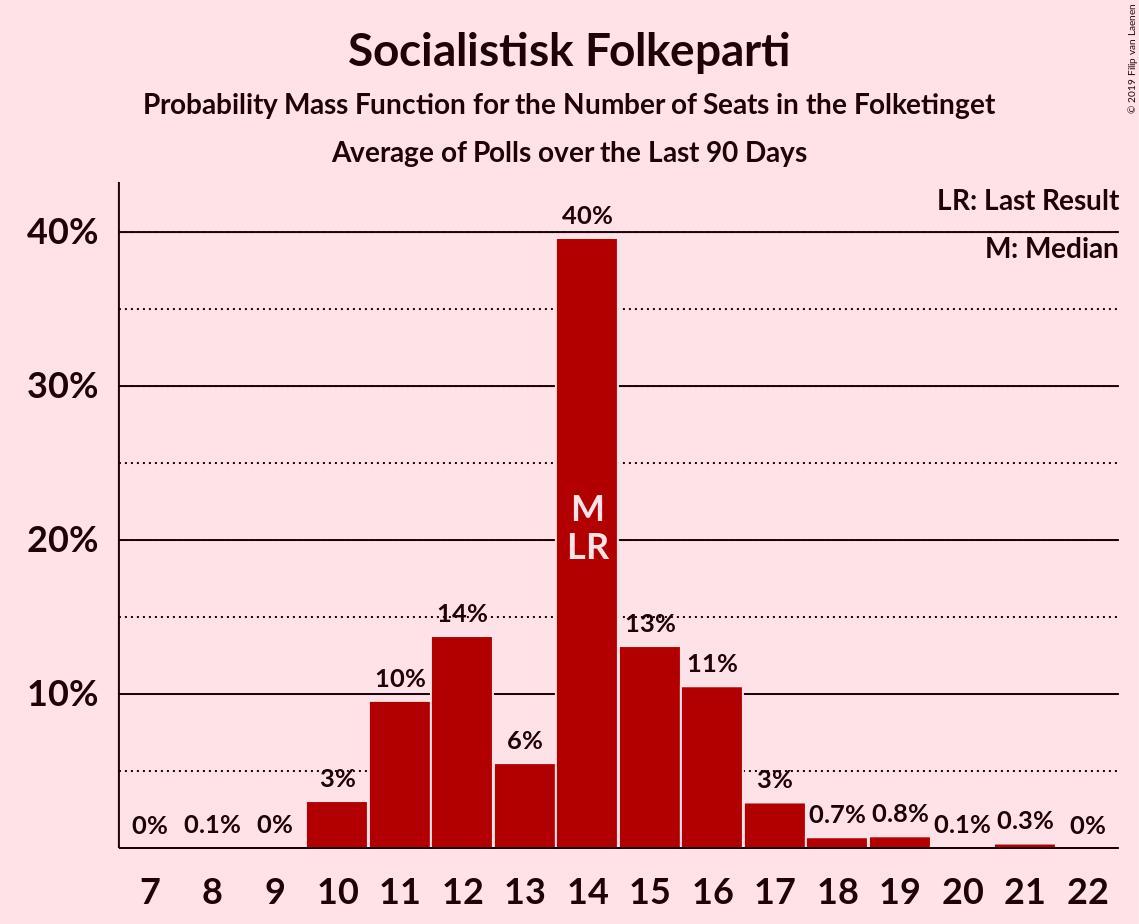 Socialistisk Folkeparti
Probability Mass Function for the Number of Seats in the Folketinget
Average of Polls over the Last 90 Days
© 2019 Filip van Laenen
LR: Last Result
M: Median
40%
30%
20%
10%
0% 0.1% 0% 3% 10% 14% 6% 40% 13% 11% 3% 0.7% 0.8% 0.1% 0.3% 0%
M
LR
7 8 9 10 11 12 13 14 15 16 17 18 19 20 21 22